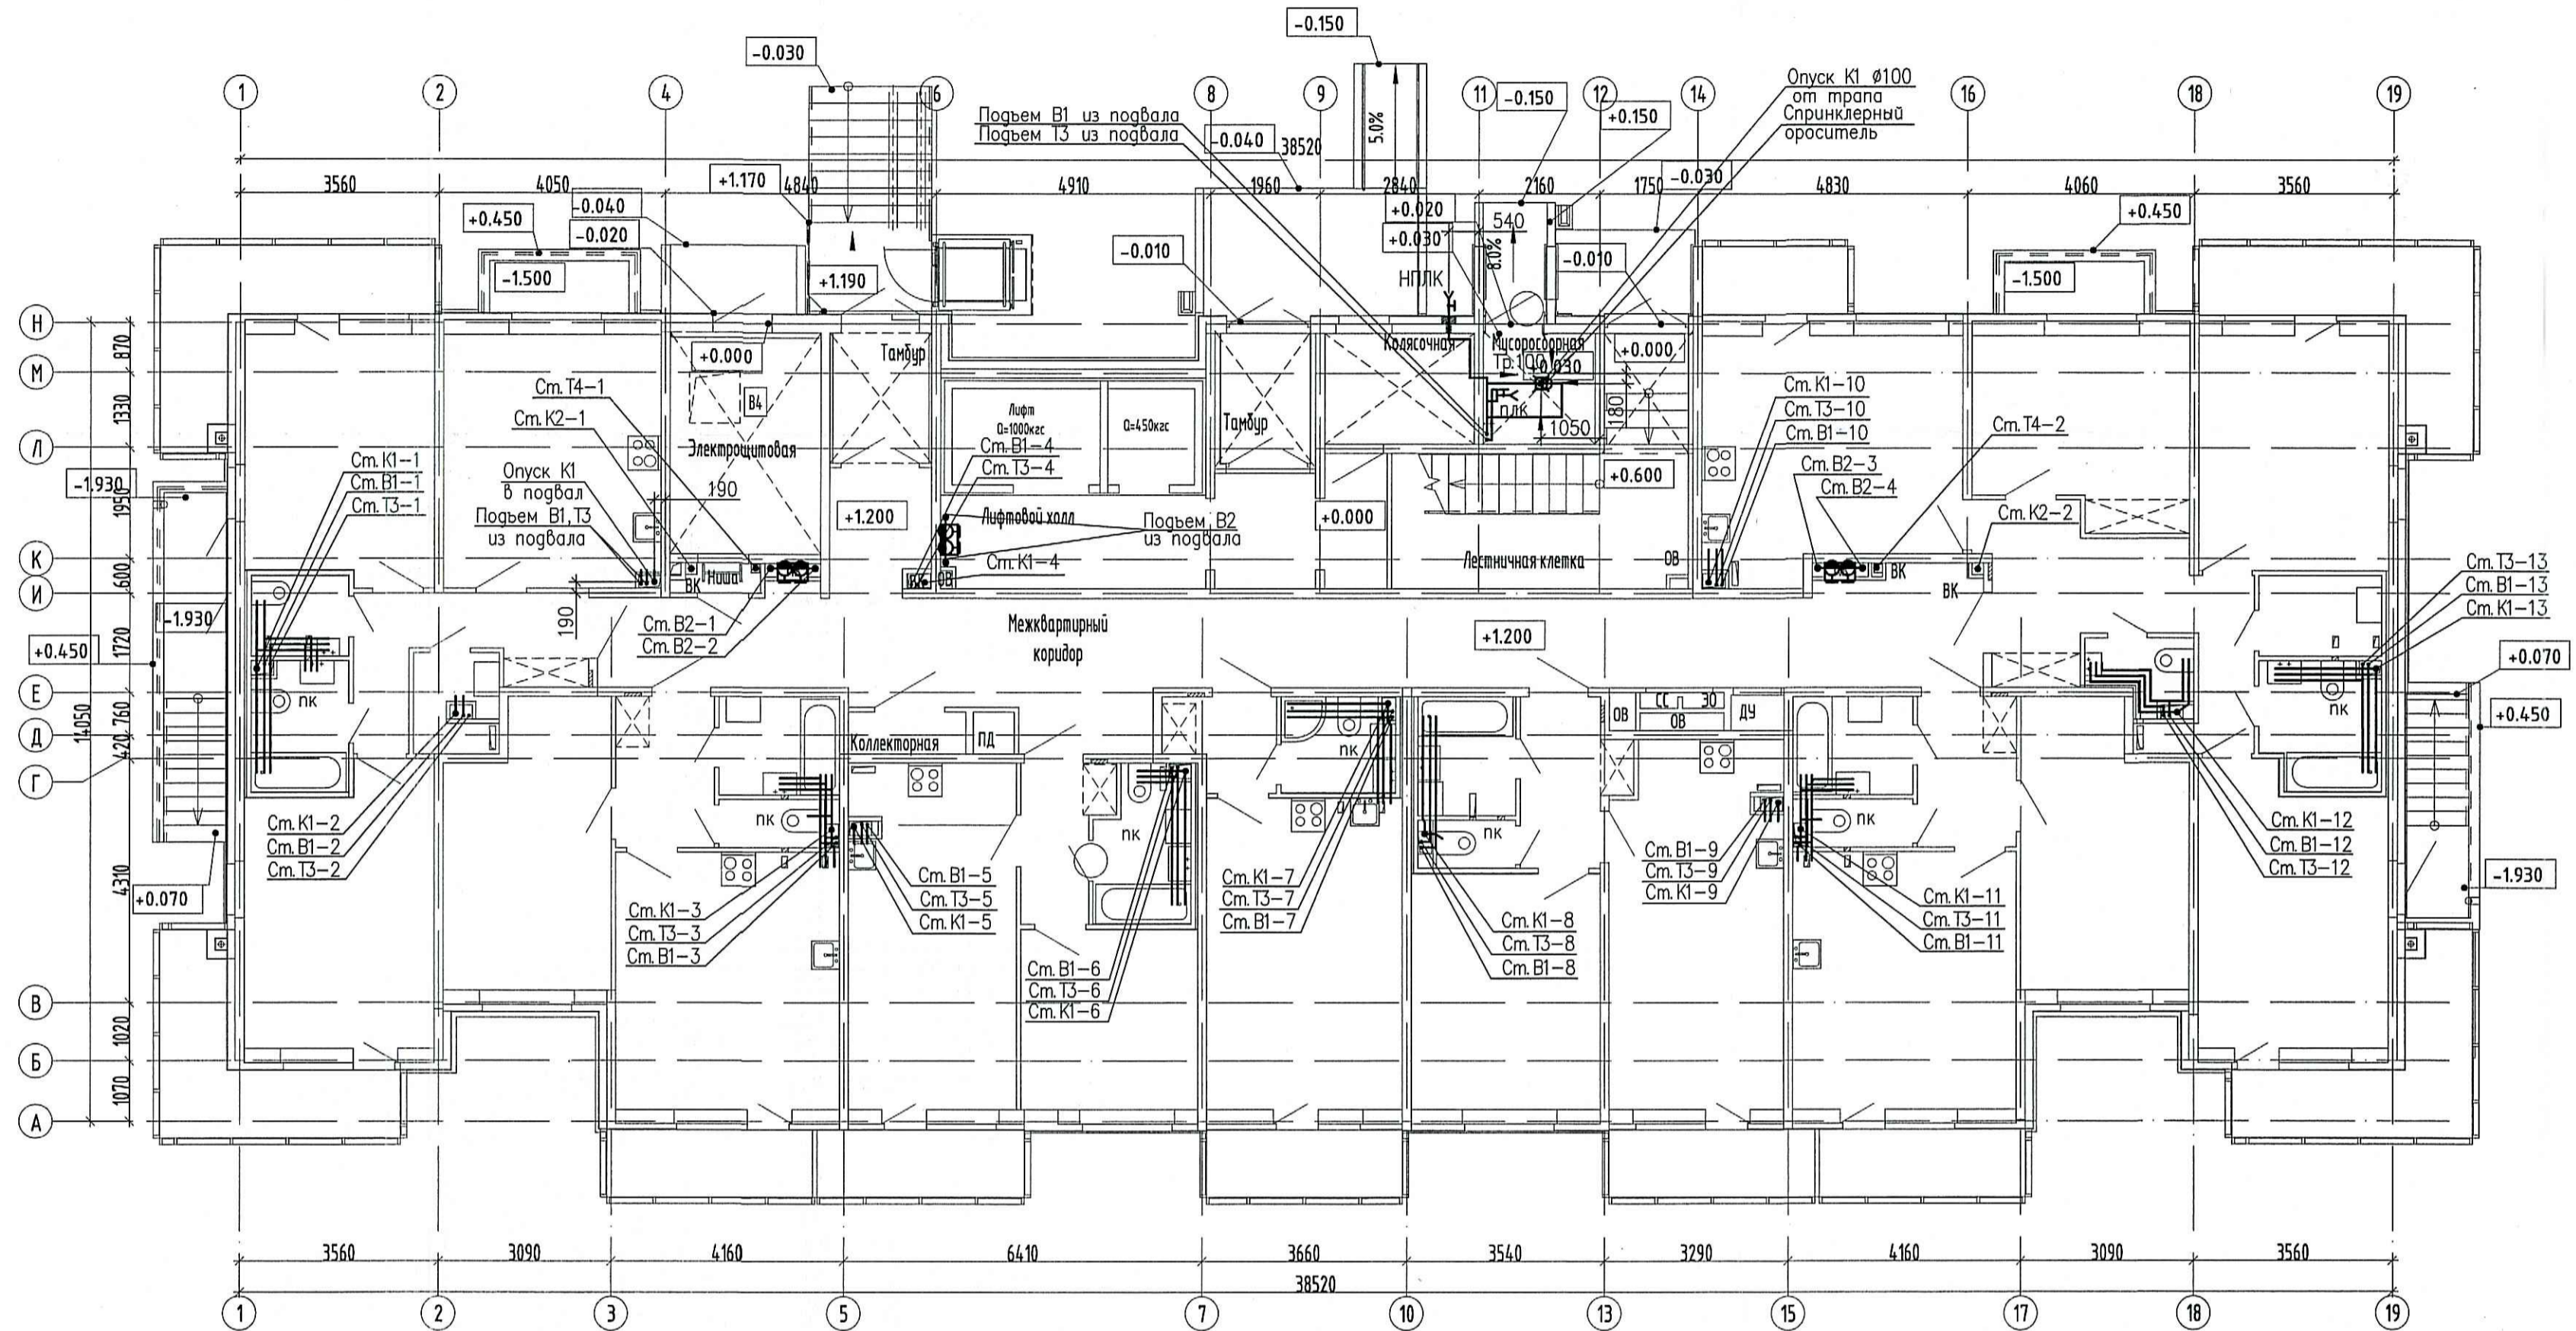 -0.150
-0.030
1
2
4
6
8
9
11
12
14
16
18
19
Опуск К1 Ø100
от трапа
Спринклерный
ороситель
Подъем В1 из подвала
Подъем Т3 из подвала
-0.150
+0.150
-0.040
5.0%
38520
3560
4050
4840
4910
1960
2840
2160
1750
4830
4060
3560
+1.170
-0.030
-0.040
+0.450
-0.020
+0.020
540
+0.450
+0.030
8.0%
-0.010
-0.010
-1.500
+1.190
НПЛК
-1.500
Н
М
Л
К
И
Е
Д
Г
В
Б
А
870
1330
1950
600
1720
760
420
4310
1020
1070
14050
+0.000
Тамбур
Колясочная
Мусоросборная
+0.000
Тр.100
+0.030
Ст.Т4-1
В4
Ст.К2-1
Лифт
Q=1000кгс
Q=450кгс
Тамбур
плк
1050
180
Ст.К1-10
Ст.Т3-10
Ст.В1-10
Ст.Т4-2
Электрощитовая
Ст.В1-4
Ст.Т3-4
Ст.К1-1
Ст.В1-1
Ст.Т3-1
Опуск К1
в подвал
Подъем В1,Т3
из подвала
190
-1.930
+0.600
Ст.В2-3
Ст.В2-4
+1.200
Лифтовой холл
Подъем В2
из подвала
+0.000
Ст.К2-2
Ст.К1-4
Лестничная клетка
ОВ
Ст.Т3-13
Ст.В1-13
Ст.К1-13
ВК
Ниша
ВК
ОВ
ВК
ВК
-1.930
190
Ст.В2-1
Ст.В2-2
Межквартирный
коридор
+1.200
+0.450
+0.070
+0.450
пк
Коллекторная
ПД
пк
ОВ
СС
ЭО
ОВ
ДУ
пк
Ст.К1-2
Ст.В1-2
Ст.Т3-2
пк
пк
пк
пк
Ст.К1-12
Ст.В1-12
Ст.Т3-12
+0.070
-1.930
Ст.К1-3
Ст.Т3-3
Ст.В1-3
Ст.В1-5
Ст.Т3-5
Ст.К1-5
Ст.К1-7
Ст.Т3-7
Ст.В1-7
Ст.В1-9
Ст.Т3-9
Ст.К1-9
Ст.К1-8
Ст.Т3-8
Ст.В1-8
Ст.К1-11
Ст.Т3-11
Ст.В1-11
Ст.В1-6
Ст.Т3-6
Ст.К1-6
3560
3090
4160
6410
3660
3540
3290
4160
3090
3560
38520
1
2
3
5
7
10
13
15
17
18
19